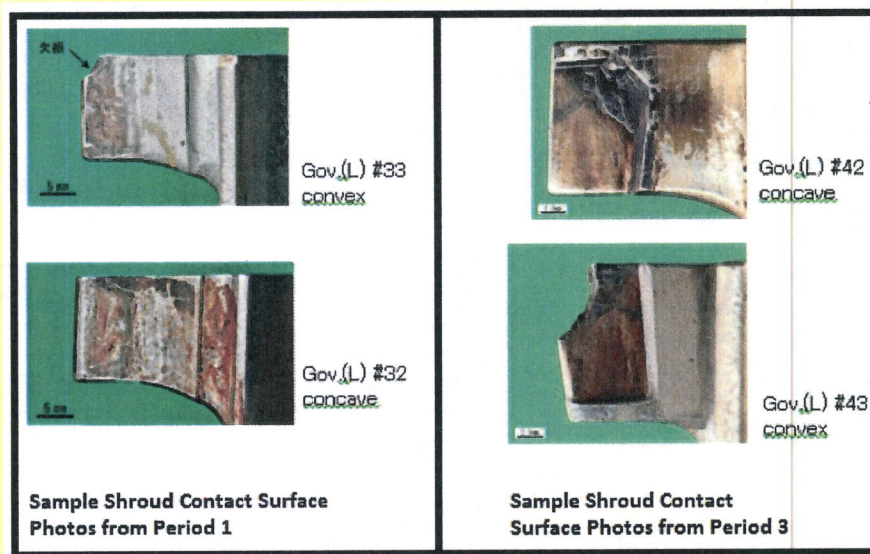 欠損
Gov.(L) #33
convex
5 mm
Gov.(L) #32
concave
5 mm
Sample Shroud Contact Surface
Photos from Period 1
Gov.(L) #42
concave
Gov.(L) #43
convex
Sample Shroud Contact
Surface Photos from Period 3